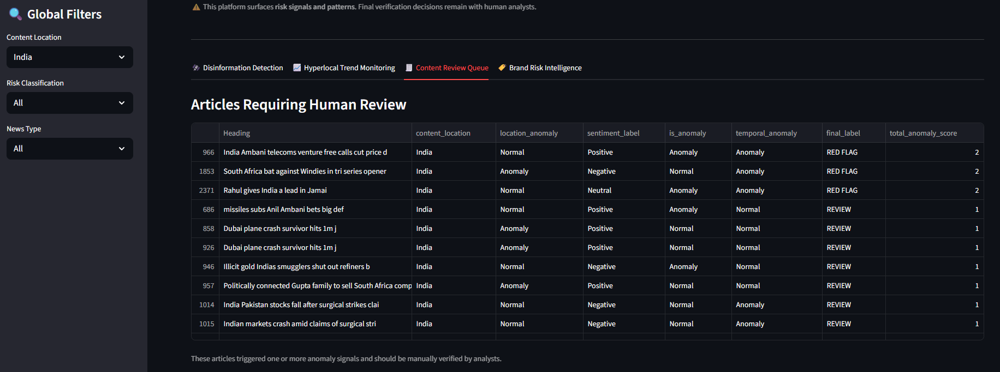 Global Filters
Content Location
India
Risk Classification
All
News Type
All
This platform surfaces risk signals and patterns. Final verification decisions remain with human analysts.
Disinformation Detection Hyperlocal Trend Monitoring Content Review Queue Brand Risk Intelligence
Articles Requiring Human Review
Heading content_location location_anomaly sentiment_label is_anomaly temporal_anomaly final_label total_anomaly_score
966 India Ambani telecoms venture free calls cut price d India Normal Positive Anomaly Anomaly RED FLAG 2
1853 South Africa bat against Windies in tri series opener India Anomaly Negative Normal Anomaly RED FLAG 2
2371 Rahul gives India a lead in Jamai India Normal Neutral Anomaly Anomaly RED FLAG 2
686 missiles subs Anil Ambani bets big def India Normal Positive Anomaly Normal REVIEW 1
858 Dubai plane crash survivor hits 1m j India Anomaly Positive Normal Normal REVIEW 1
926 Dubai plane crash survivor hits 1m j India Anomaly Positive Normal Normal REVIEW 1
946 Illicit gold Indias smugglers shut out refiners b India Normal Negative Anomaly Normal REVIEW 1
957 Politically connected Gupta family to sell South Africa comp India Anomaly Positive Normal Normal REVIEW 1
1014 India Pakistan stocks fall after surgical strikes clai India Normal Negative Normal Anomaly REVIEW 1
1015 Indian markets crash amid claims of surgical stri India Normal Negative Normal Anomaly REVIEW 1
These articles triggered one or more anomaly signals and should be manually verified by analysts.